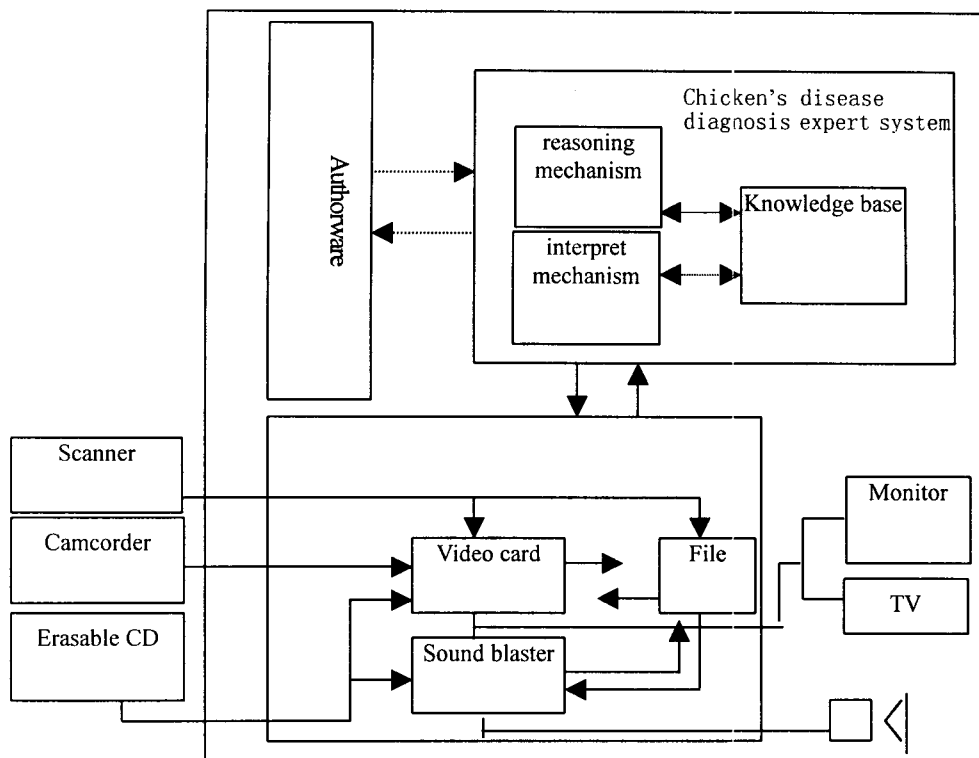 Chicken's disease
diagnosis expert system
Authorware
reasoning
mechanism
Knowledge base
interpret
mechanism
Scanner
Camcorder
Erasable CD
Video card
File
Sound blaster
Monitor
TV